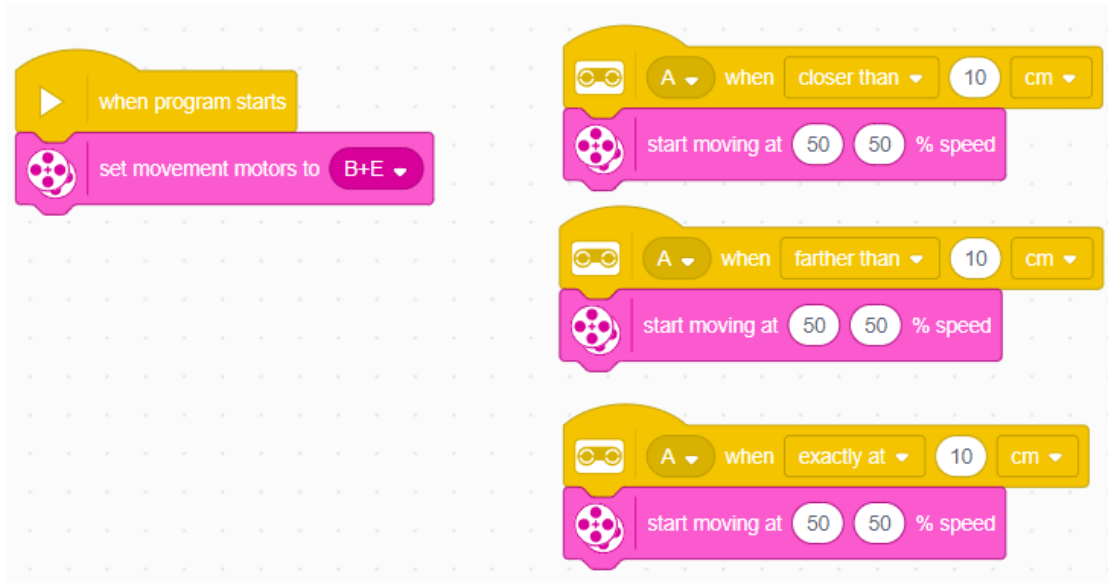 when program starts
set movement motors to B+E
A when closer than 10 cm
start moving at 50 50 % speed
A when farther than 10 cm
start moving at 50 50 % speed
A when exactly at 10 cm
start moving at 50 50 % speed